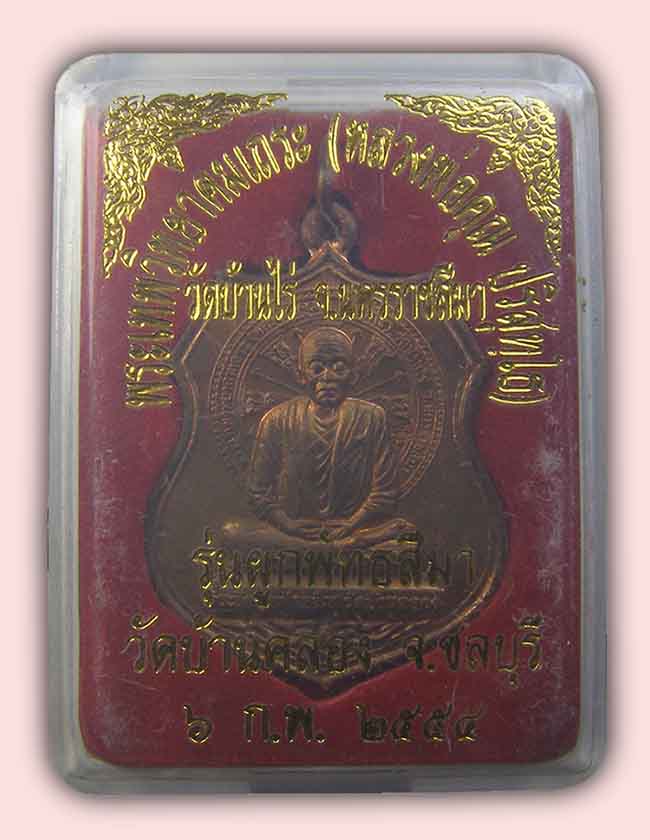 พระเทพวิทยาคมเถระ (หลวงพ่อคูณ ปริสุทฺโธ)
วัดบ้านไร่ จ.นครราชสีมา
รุ่นผูกพัทธสีมา
วัดบ้านคลอง จ.ชลบุรี
๖ ก.พ. ๒๕๕๔